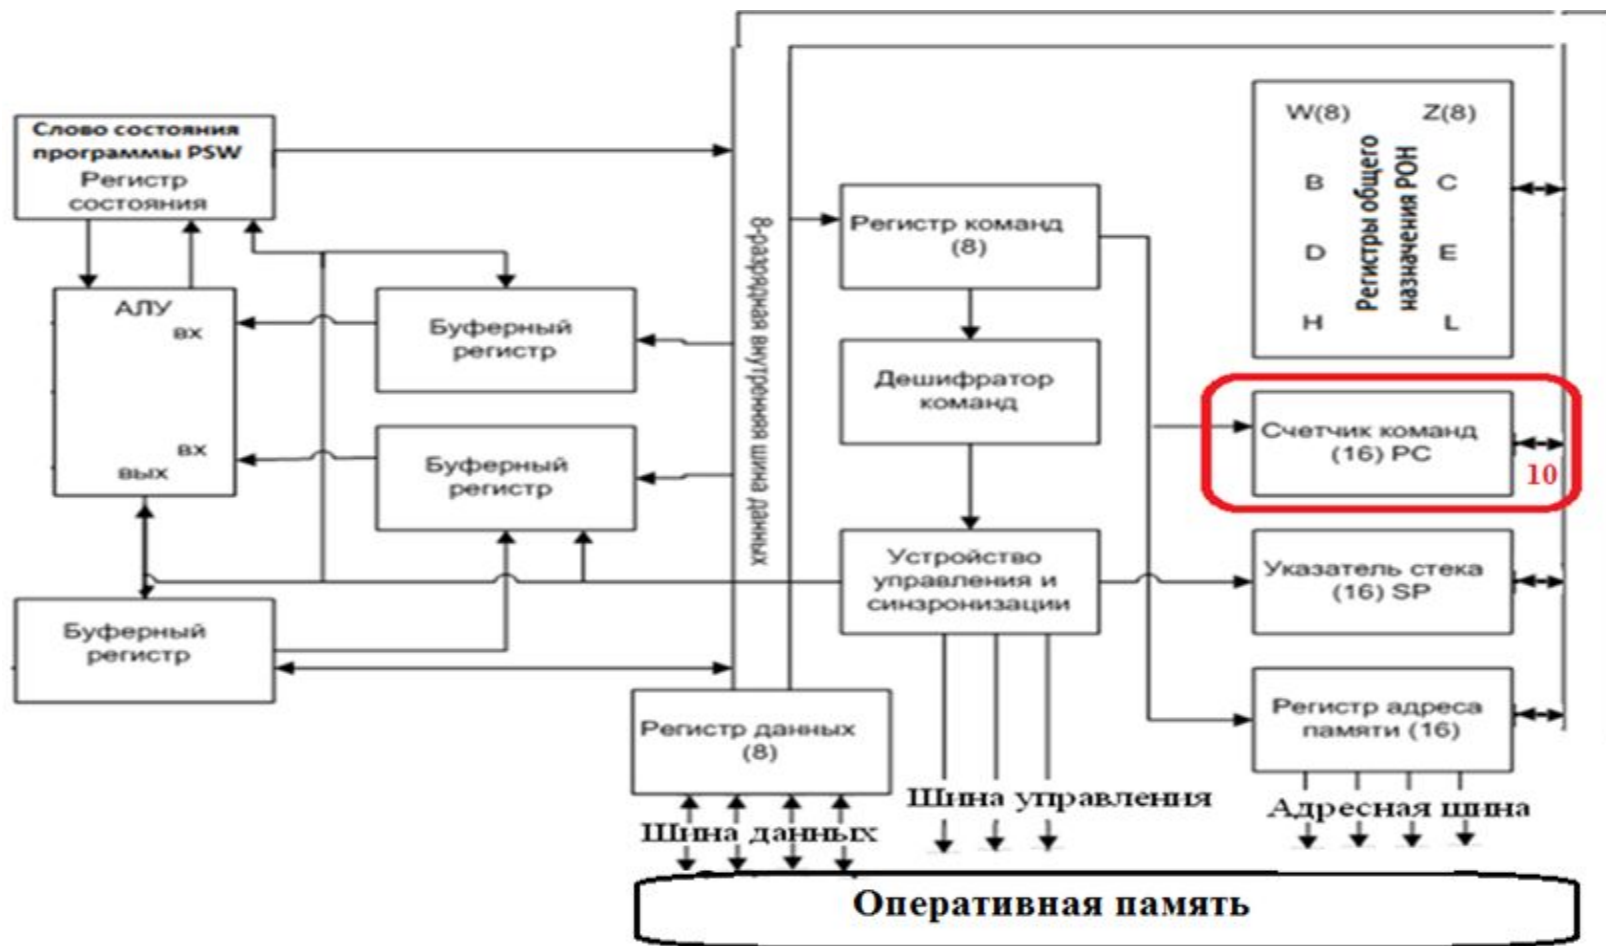 Слово состояния
программы PSW
Регистр
состояния
АЛУ
вх
вх
вых
Буферный
регистр
Буферный
регистр
Буферный
регистр
8-разрядная внутренняя шина данных
Регистр команд
(8)
Дешифратор
команд
Устройство
управления и
синзронизации
Регистр данных
(8)
W(8) Z(8)
B C
D E
H L
Регистры общего
назначения РОН
Счетчик команд
(16) PC
10
Указатель стека
(16) SP
Регистр адреса
памяти (16)
Шина данных
Шина управления
Адресная шина
Оперативная память